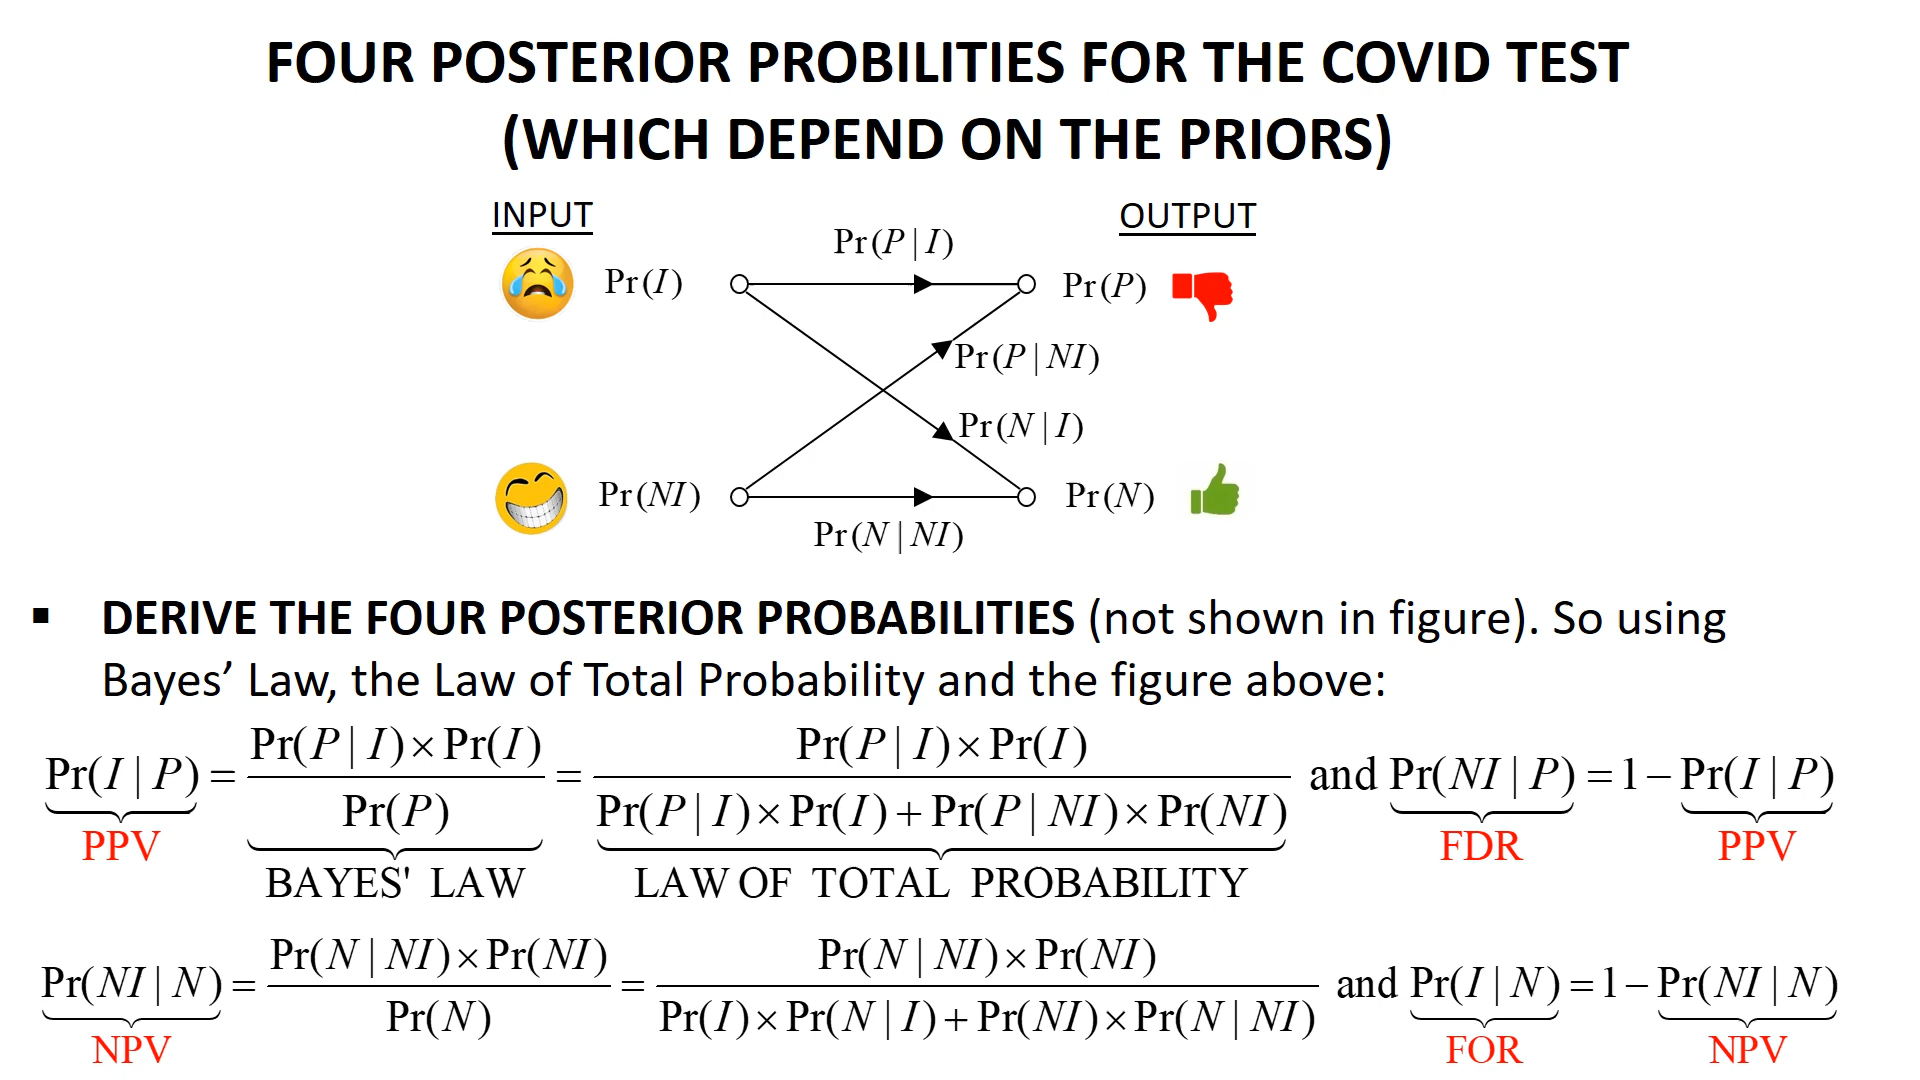 FOUR POSTERIOR PROBILITIES FOR THE COVID TEST
(WHICH DEPEND ON THE PRIORS)
INPUT
OUTPUT
Pr(P | I)
Pr(I)
Pr(P)
Pr(P | NI)
Pr(N | I)
Pr(NI)
Pr(N)
Pr(N | NI)
▪ DERIVE THE FOUR POSTERIOR PROBABILITIES (not shown in figure). So using
Bayes’ Law, the Law of Total Probability and the figure above:
Pr(P | I)×Pr(I) Pr(P | I)×Pr(I)
Pr(I | P) = = and Pr(NI | P) = 1− Pr(I | P)
Pr(P) Pr(P | I)×Pr(I)+Pr(P | NI)×Pr(NI)
PPV FDR PPV
BAYES' LAW LAW OF TOTAL PROBABILITY
Pr(N | NI)×Pr(NI) Pr(N | NI)×Pr(NI)
Pr(NI | N) = = and Pr(I | N) = 1− Pr(NI | N)
Pr(N) Pr(I)×Pr(N | I)+Pr(NI)×Pr(N | NI)
NPV FOR NPV